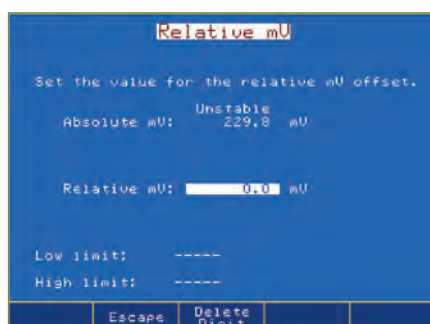 Relative mV
Set the value for the relative mV offset.
Unstable
Absolute mV: 229.8 mV
Relative mV: 0.0 mV
Low limit: -----
High limit: -----
Escape Delete
Digit